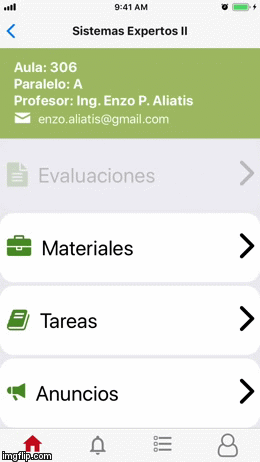 9:41 AM
Sistemas Expertos II
Aula: 306
Paralelo: A
Profesor: Ing. Enzo P. Aliatis
enzo.aliatis@gmail.com
Evaluaciones
Materiales
Tareas
Anuncios
imgflip.com